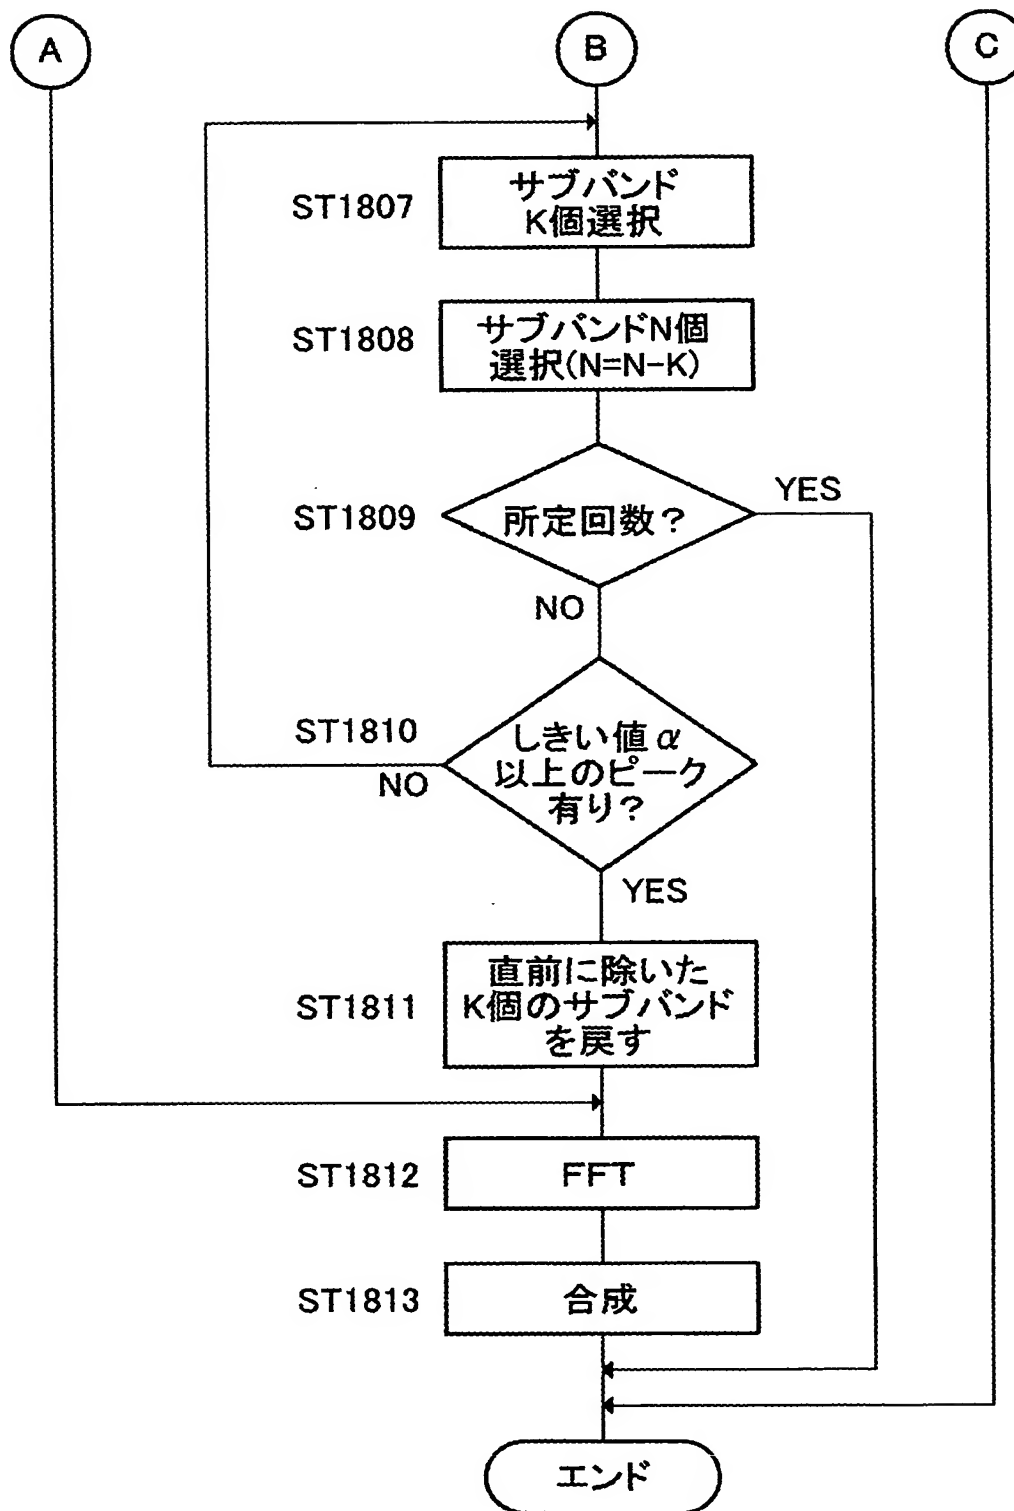 A
B
C
ST1807
サブバンド
K個選択
ST1808
サブバンドN個
選択(N=N-K)
ST1809
所定回数?
YES
NO
ST1810
しきい値α
以上のピーク
有り?
NO
YES
ST1811
直前に除いた
K個のサブバンド
を戻す
ST1812
FFT
ST1813
合成
エンド